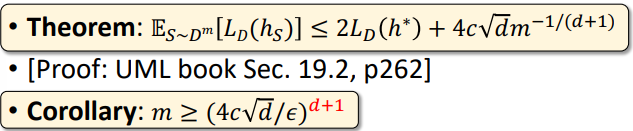 • Theorem: 𝔼_{S∼D^m}[L_D(h_S)] ≤ 2L_D(h*) + 4c√d m^{−1/(d+1)}
• [Proof: UML book Sec. 19.2, p262]
• Corollary: m ≥ (4c√d/ϵ)^{d+1}